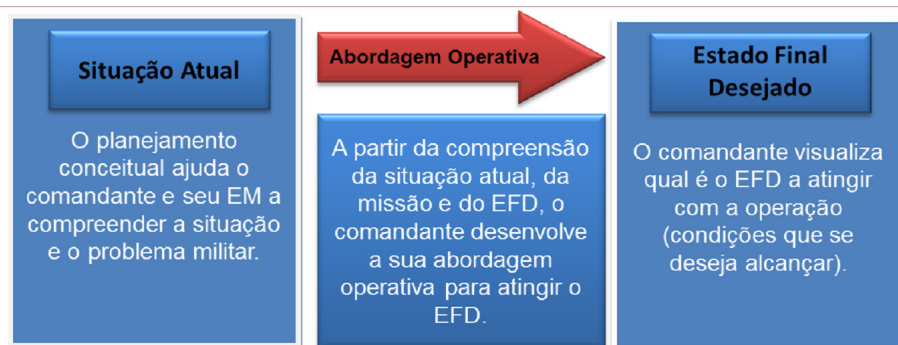 Situação Atual
O planejamento
conceitual ajuda o
comandante e seu EM a
compreender a situação
e o problema militar.
Abordagem Operativa
A partir da compreensão
da situação atual, da
missão e do EFD, o
comandante desenvolve
a sua abordagem
operativa para atingir o
EFD.
Estado Final
Desejado
O comandante visualiza
qual é o EFD a atingir
com a operação
(condições que se
deseja alcançar).